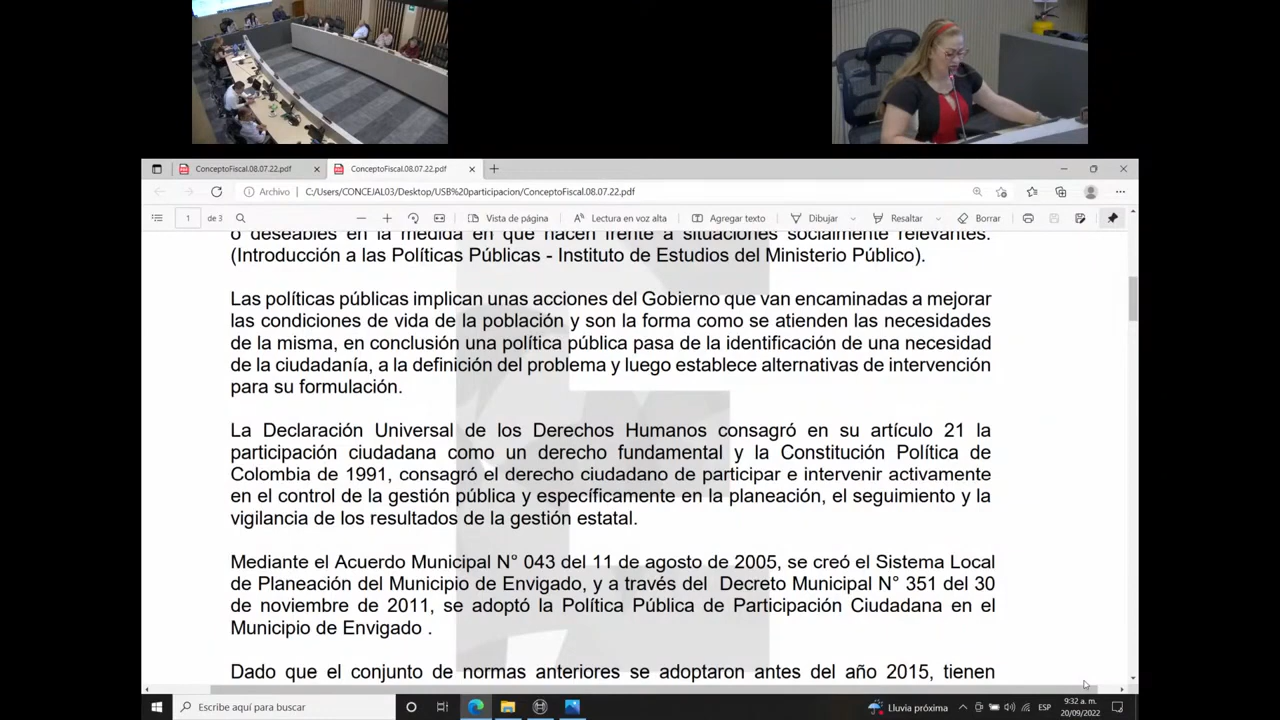 ConceptoFiscal.08.07.22.pdf
ConceptoFiscal.08.07.22.pdf
Archivo
C:/Users/CONCEJAL03/Desktop/USB%20participacion/ConceptoFiscal.08.07.22.pdf
1 de 3
Vista de página
Lectura en voz alta
Agregar texto
Dibujar
Resaltar
Borrar
o deseables en la medida en que hacen frente a situaciones socialmente relevantes.
(Introducción a las Políticas Públicas - Instituto de Estudios del Ministerio Público).
Las políticas públicas implican unas acciones del Gobierno que van encaminadas a mejorar
las condiciones de vida de la población y son la forma como se atienden las necesidades
de la misma, en conclusión una política pública pasa de la identificación de una necesidad
de la ciudadanía, a la definición del problema y luego establece alternativas de intervención
para su formulación.
La Declaración Universal de los Derechos Humanos consagró en su artículo 21 la
participación ciudadana como un derecho fundamental y la Constitución Política de
Colombia de 1991, consagró el derecho ciudadano de participar e intervenir activamente
en el control de la gestión pública y específicamente en la planeación, el seguimiento y la
vigilancia de los resultados de la gestión estatal.
Mediante el Acuerdo Municipal N° 043 del 11 de agosto de 2005, se creó el Sistema Local
de Planeación del Municipio de Envigado, y a través del Decreto Municipal N° 351 del 30
de noviembre de 2011, se adoptó la Política Pública de Participación Ciudadana en el
Municipio de Envigado .
Dado que el conjunto de normas anteriores se adoptaron antes del año 2015, tienen
Escribe aquí para buscar
Lluvia próxima
ESP
9:32 a. m.
20/09/2022